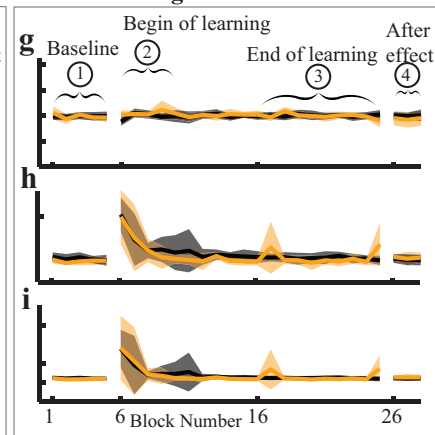 g
Begin of learning
Baseline
1
2
End of learning
3
After
effect
4
h
i
1 6 16 26
Block Number